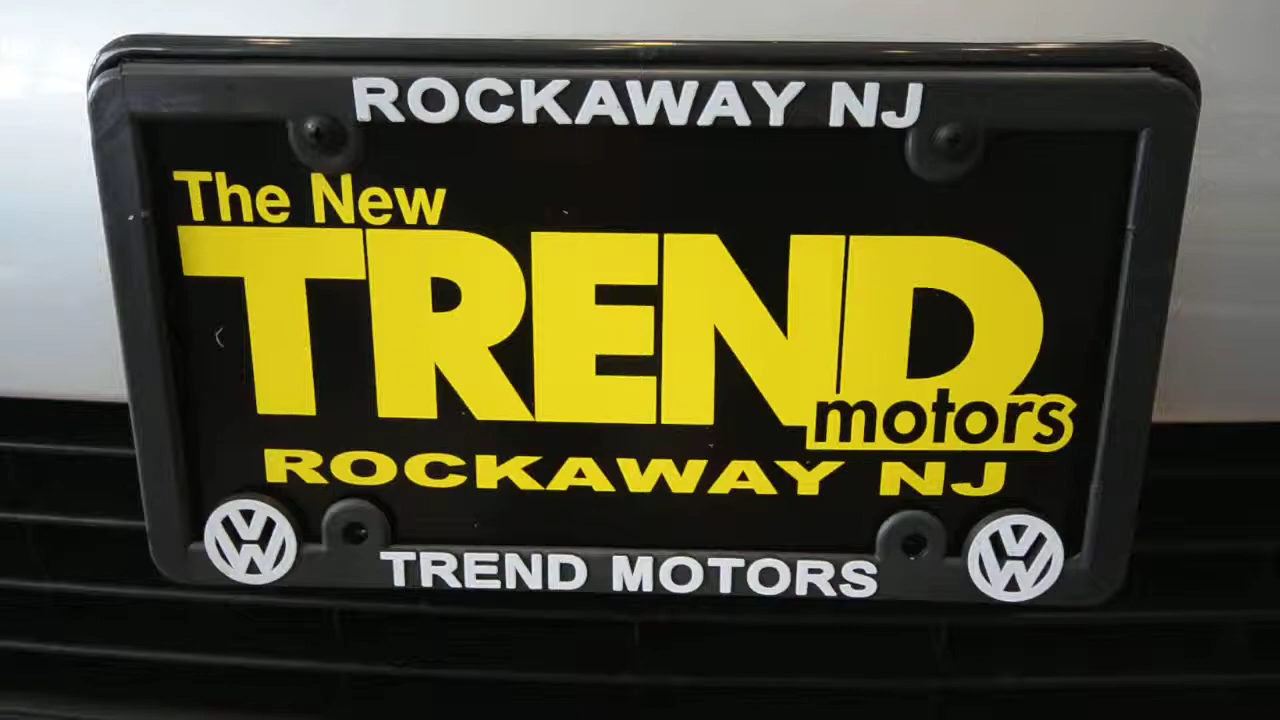 ROCKAWAY NJ
The New
TREND
motors
ROCKAWAY NJ
TREND MOTORS